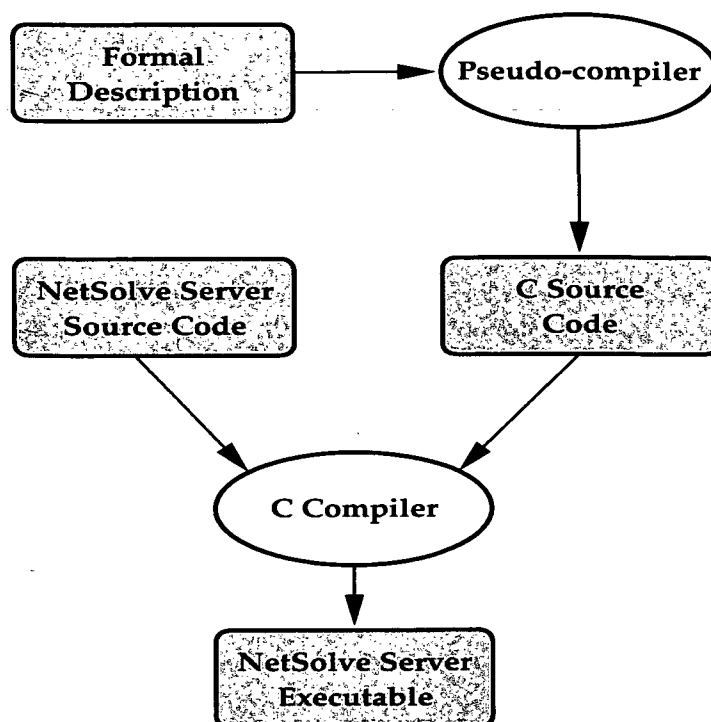 Formal
Description
Pseudo-compiler
NetSolve Server
Source Code
C Source
Code
C Compiler
NetSolve Server
Executable